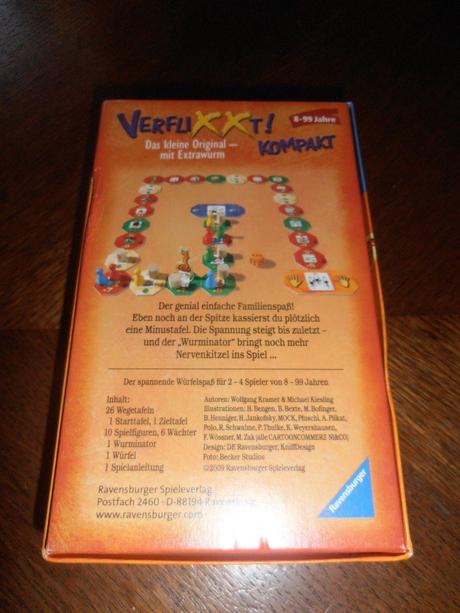 VERFLIXXT!
KOMPAKT
8-99 Jahre
Das kleine Original –
mit Extrawurm
Der genial einfache Familienspaß!
Eben noch an der Spitze kassierst du plötzlich
eine Minustafel. Die Spannung steigt bis zuletzt –
und der „Wurminator" bringt noch mehr
Nervenkitzel ins Spiel ...
Der spannende Würfelspaß für 2 – 4 Spieler von 8 – 99 Jahren
Inhalt:
26 Wegetafeln
1 Starttafel, 1 Zieltafel
10 Spielfiguren, 6 Wächter
1 Wurminator
1 Würfel
1 Spielanleitung
Autoren: Wolfgang Kramer & Michael Kiesling
Illustrationen: H. Bengen, B. Bexte, M. Bofinger,
B. Henniger, H. Jankofsky, MOCK, Pfuschi, A. Plikat,
Polo, R. Schwalme, P. Thulke, K. Weyershausen,
F. Wössner, M. Zak (alle CARTOONCOMMERZ NI&CO)
Design: DE Ravensburger, KniffDesign
Foto: Becker Studios
©2009 Ravensburger Spieleverlag
Ravensburger Spieleverlag
Postfach 2460 · D-88194 Ravensburg
www.ravensburger.com
Ravensburger